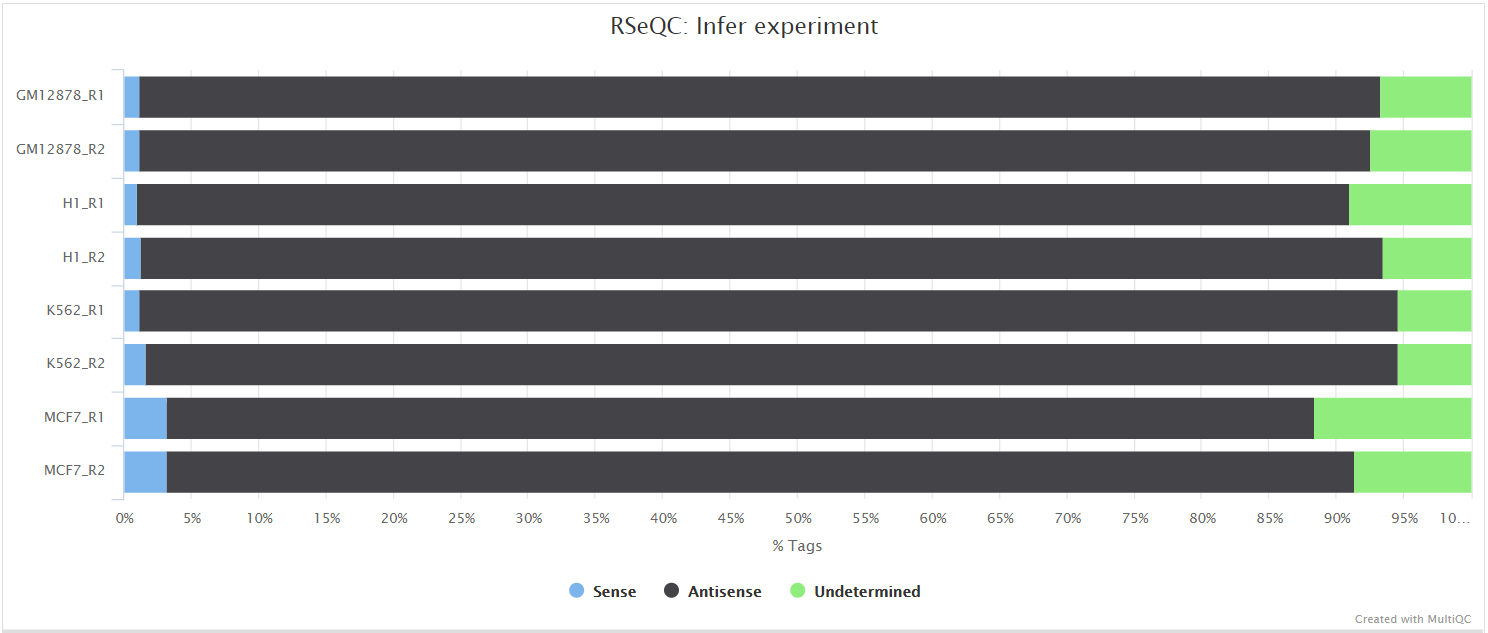 RSeQC: Infer experiment
GM12878_R1
GM12878_R2
H1_R1
H1_R2
K562_R1
K562_R2
MCF7_R1
MCF7_R2
0% 5% 10% 15% 20% 25% 30% 35% 40% 45% 50% 55% 60% 65% 70% 75% 80% 85% 90% 95% 10...
% Tags
Sense Antisense Undetermined
Created with MultiQC